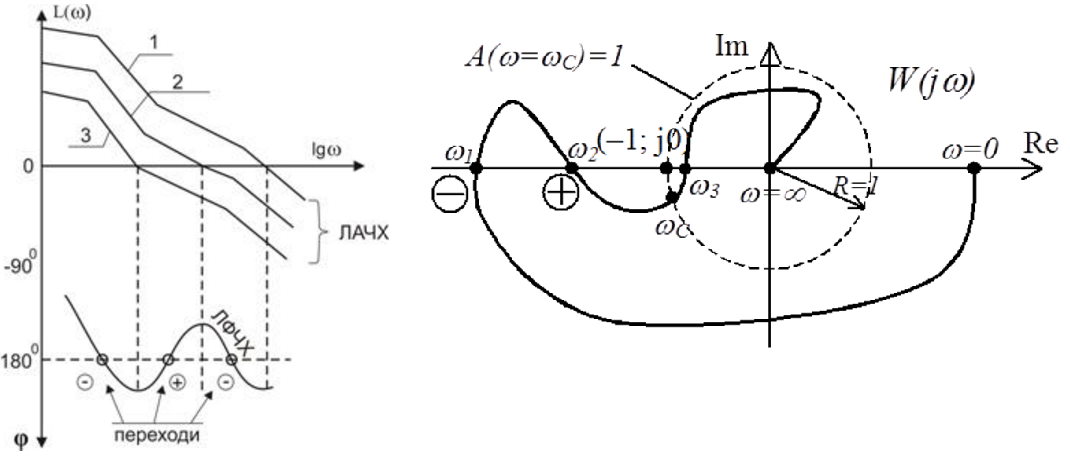 L(ω)
1
2
3
0
lgω
ЛАЧХ
-90⁰
ЛФЧХ
180⁰
- + -
переходи
φ
A(ω=ω_C)=1
Im
W(jω)
ω₁ ω₂ (−1; j0) ω=0 Re
- + ω₃ ω=∞ R=1
ω_C